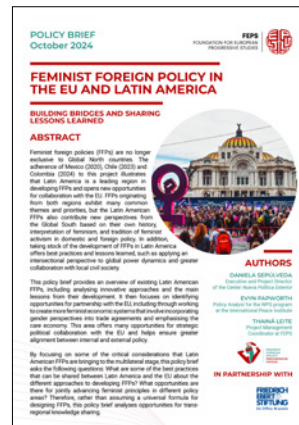 POLICY BRIEF
October 2024
FEPS
FOUNDATION FOR EUROPEAN
PROGRESSIVE STUDIES
FEMINIST FOREIGN POLICY IN
THE EU AND LATIN AMERICA
BUILDING BRIDGES AND SHARING
LESSONS LEARNED
ABSTRACT
Feminist foreign policies (FFPs) are no longer
exclusive to Global North countries. The
adherence of Mexico (2020), Chile (2023) and
Colombia (2024) to this project illustrates
that Latin America is a leading region in
developing FFPs and opens new opportunities
for collaboration with the EU. FFPs originating
from both regions exhibit many common
themes and priorities, but the Latin American
FFPs also contribute new perspectives from
the Global South based on their own history,
interpretation of feminism, and tradition of feminist
activism in domestic and foreign policy. In addition,
taking stock of the development of FFPs in Latin America
offers best practices and lessons learned, such as applying an
intersectional perspective to global power dynamics and greater
collaboration with local civil society.
This policy brief provides an overview of existing Latin American
FFPs, including analysing innovative approaches and the main
lessons from their development. It then focuses on identifying
opportunities for partnership with the EU, including through working
to create more feminist economic systems that involve incorporating
gender perspectives into trade agreements and emphasising the
care economy. This area offers many opportunities for strategic
political collaboration with the EU and helps ensure greater
alignment between internal and external policy.
By focusing on some of the critical considerations that Latin
American FFPs are bringing to the multilateral stage, this policy brief
asks the following questions: What are some of the best practices
that can be shared between Latin America and the EU about the
different approaches to developing FFPs? What opportunities are
there for jointly advancing feminist principles in different policy
areas? Therefore, rather than assuming a universal formula for
designing FFPs, this policy brief analyses opportunities for trans-
regional knowledge sharing.
AUTHORS
DANIELA SEPÚLVEDA
Executive and Project Director
of the Center Nueva Política Exterior
EVYN PAPWORTH
Policy Analyst for the WPS program
at the International Peace Institute
THAINÁ LEITE
Project Management
Coordinator at FEPS
IN PARTNERSHIP WITH
FRIEDRICH
EBERT
STIFTUNG